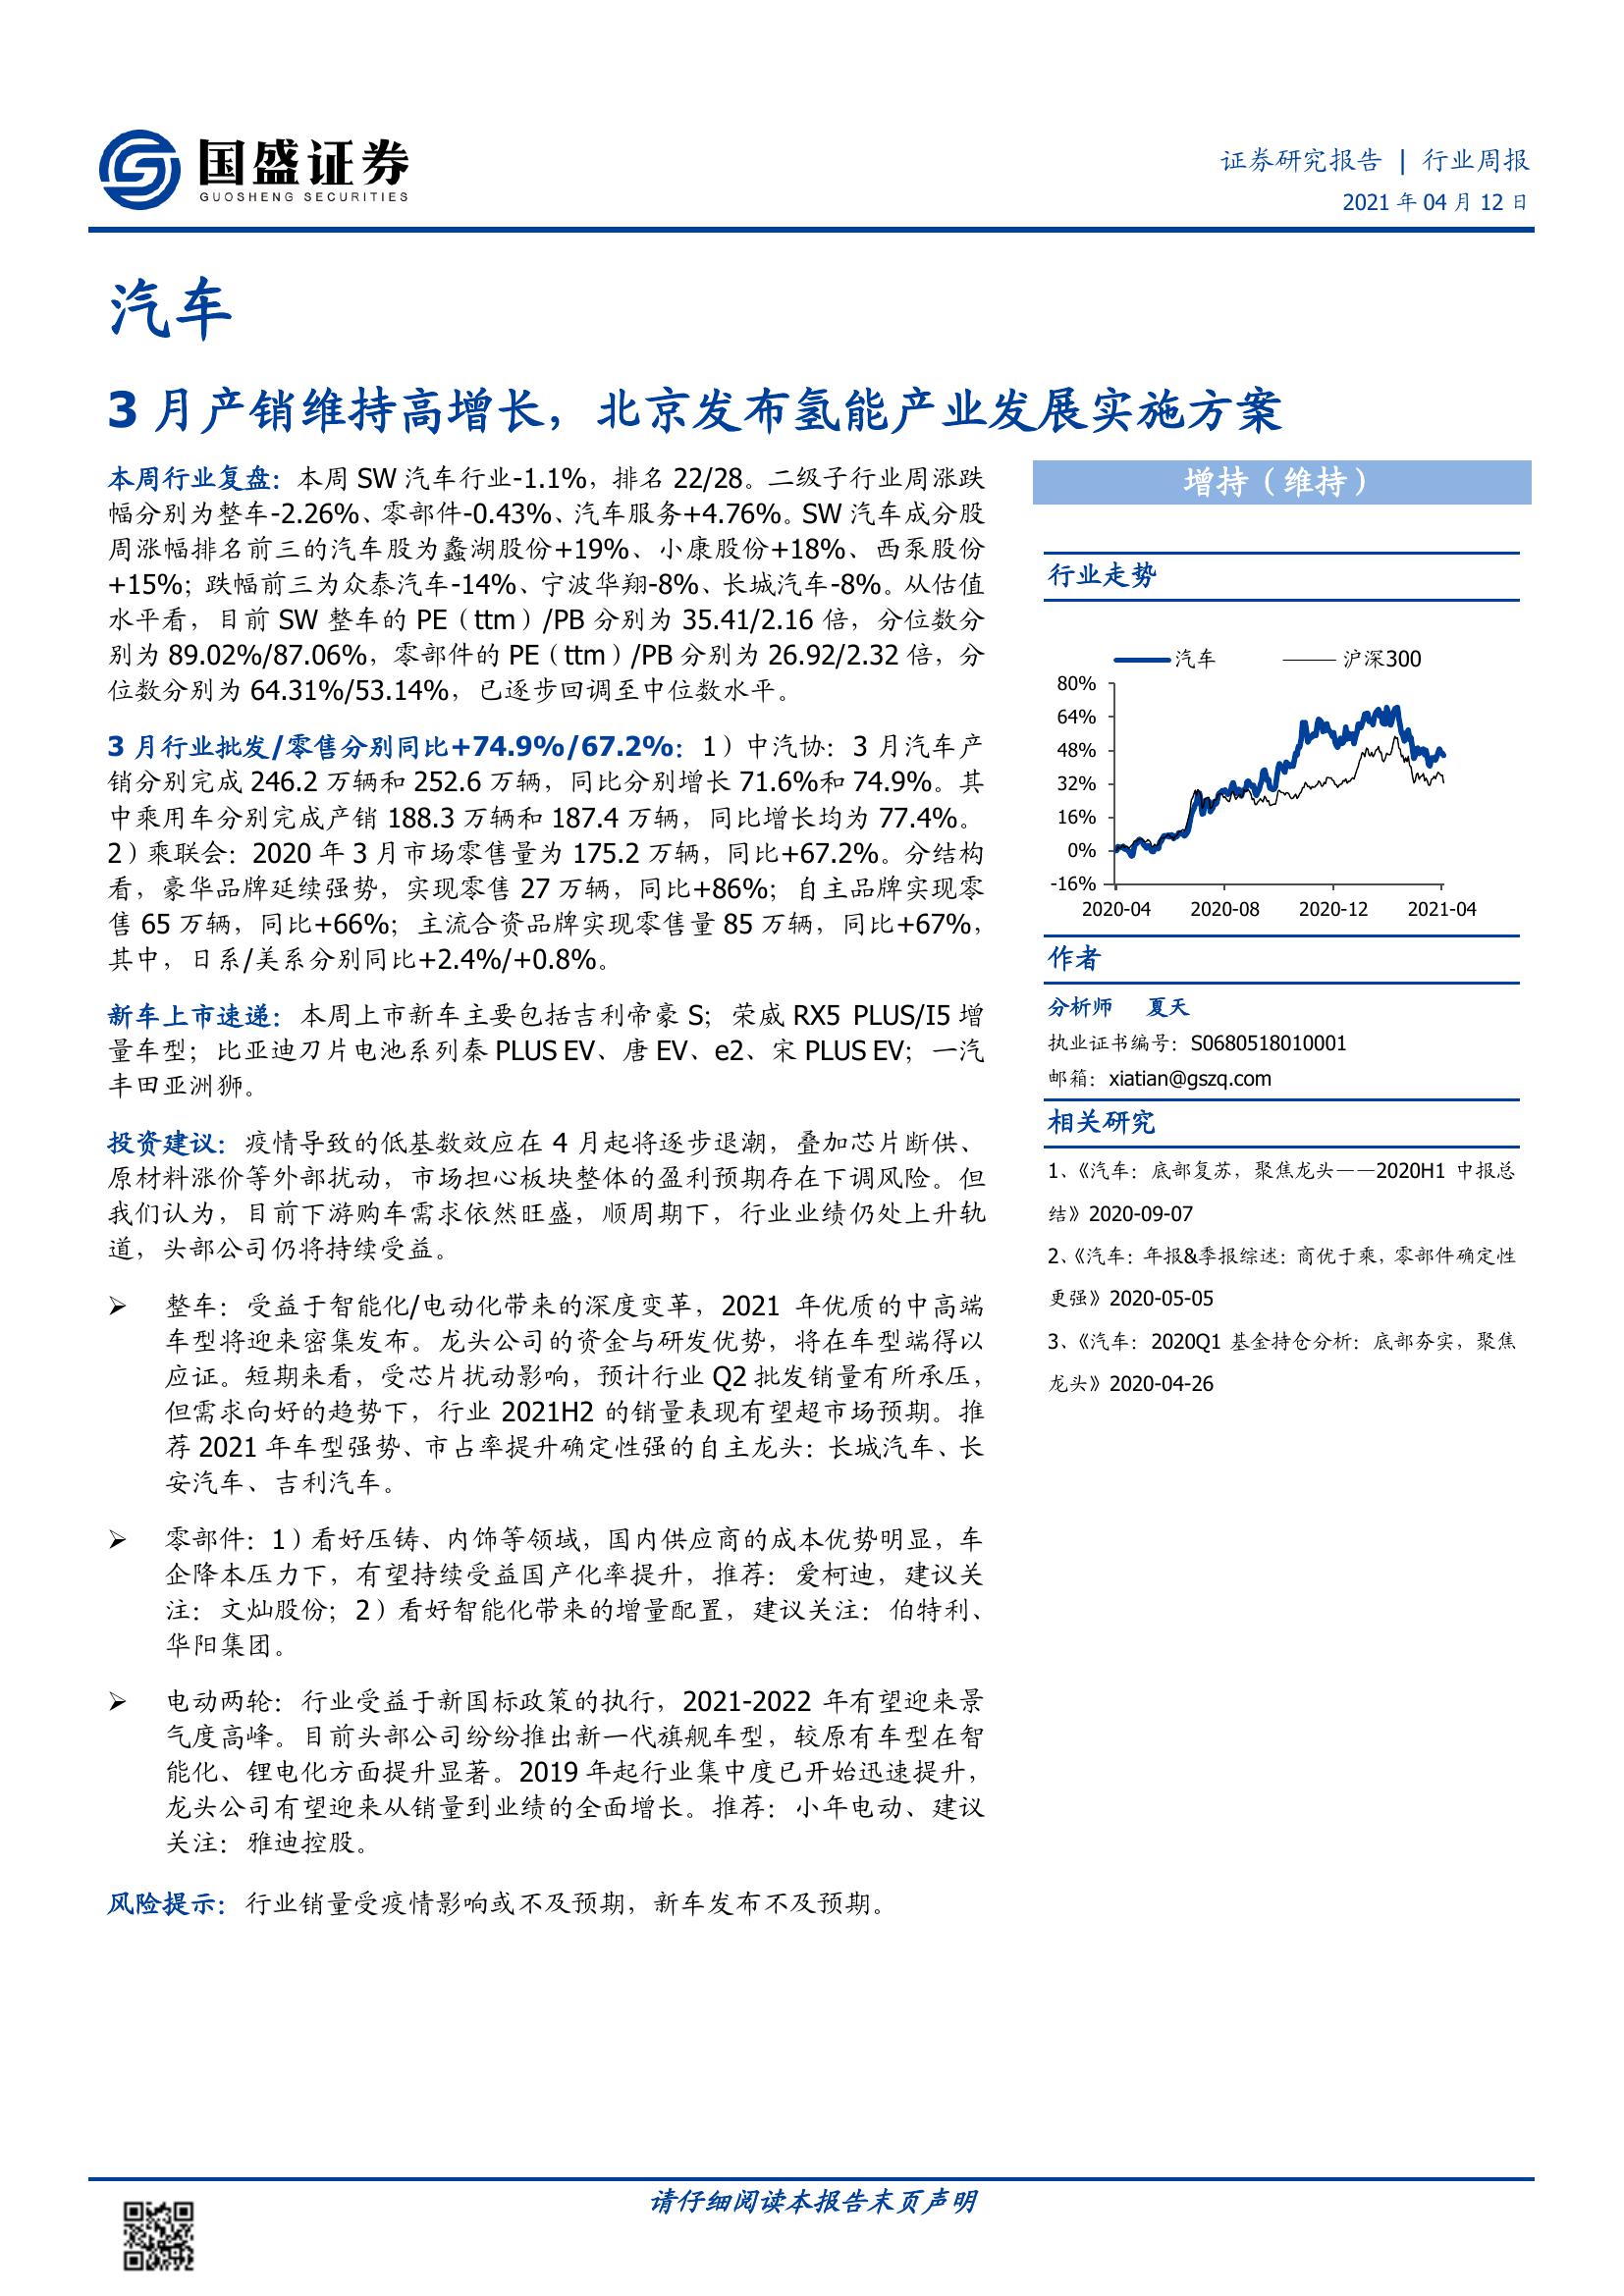 国盛证券
GUOSHENG SECURITIES
证券研究报告 | 行业周报
2021 年 04 月 12 日
汽车
3 月产销维持高增长，北京发布氢能产业发展实施方案
本周行业复盘：本周 SW 汽车行业-1.1%，排名 22/28。二级子行业周涨跌
幅分别为整车-2.26%、零部件-0.43%、汽车服务+4.76%。SW 汽车成分股
周涨幅排名前三的汽车股为蠡湖股份+19%、小康股份+18%、西泵股份
+15%；跌幅前三为众泰汽车-14%、宁波华翔-8%、长城汽车-8%。从估值
水平看，目前 SW 整车的 PE（ttm）/PB 分别为 35.41/2.16 倍，分位数分
别为 89.02%/87.06%，零部件的 PE（ttm）/PB 分别为 26.92/2.32 倍，分
位数分别为 64.31%/53.14%，已逐步回调至中位数水平。
3 月行业批发/零售分别同比+74.9%/67.2%：1）中汽协：3 月汽车产
销分别完成 246.2 万辆和 252.6 万辆，同比分别增长 71.6%和 74.9%。其
中乘用车分别完成产销 188.3 万辆和 187.4 万辆，同比增长均为 77.4%。
2）乘联会：2020 年 3 月市场零售量为 175.2 万辆，同比+67.2%。分结构
看，豪华品牌延续强势，实现零售 27 万辆，同比+86%；自主品牌实现零
售 65 万辆，同比+66%；主流合资品牌实现零售量 85 万辆，同比+67%，
其中，日系/美系分别同比+2.4%/+0.8%。
新车上市速递：本周上市新车主要包括吉利帝豪 S；荣威 RX5 PLUS/I5 增
量车型；比亚迪刀片电池系列秦 PLUS EV、唐 EV、e2、宋 PLUS EV；一汽
丰田亚洲狮。
投资建议：疫情导致的低基数效应在 4 月起将逐步退潮，叠加芯片断供、
原材料涨价等外部扰动，市场担心板块整体的盈利预期存在下调风险。但
我们认为，目前下游购车需求依然旺盛，顺周期下，行业业绩仍处上升轨
道，头部公司仍将持续受益。
➢ 整车：受益于智能化/电动化带来的深度变革，2021 年优质的中高端
车型将迎来密集发布。龙头公司的资金与研发优势，将在车型端得以
应证。短期来看，受芯片扰动影响，预计行业 Q2 批发销量有所承压，
但需求向好的趋势下，行业 2021H2 的销量表现有望超市场预期。推
荐 2021 年车型强势、市占率提升确定性强的自主龙头：长城汽车、长
安汽车、吉利汽车。
➢ 零部件：1）看好压铸、内饰等领域，国内供应商的成本优势明显，车
企降本压力下，有望持续受益国产化率提升，推荐：爱柯迪，建议关
注：文灿股份；2）看好智能化带来的增量配置，建议关注：伯特利、
华阳集团。
➢ 电动两轮：行业受益于新国标政策的执行，2021-2022 年有望迎来景
气度高峰。目前头部公司纷纷推出新一代旗舰车型，较原有车型在智
能化、锂电化方面提升显著。2019 年起行业集中度已开始迅速提升，
龙头公司有望迎来从销量到业绩的全面增长。推荐：小年电动、建议
关注：雅迪控股。
风险提示：行业销量受疫情影响或不及预期，新车发布不及预期。
增持（维持）
行业走势
汽车 沪深300
80%
64%
48%
32%
16%
0%
-16%
2020-04 2020-08 2020-12 2021-04
作者
分析师 夏天
执业证书编号：S0680518010001
邮箱：xiatian@gszq.com
相关研究
1、《汽车：底部复苏，聚焦龙头——2020H1 中报总
结》2020-09-07
2、《汽车：年报&季报综述：商优于乘，零部件确定性
更强》2020-05-05
3、《汽车：2020Q1 基金持仓分析：底部夯实，聚焦
龙头》2020-04-26
请仔细阅读本报告末页声明